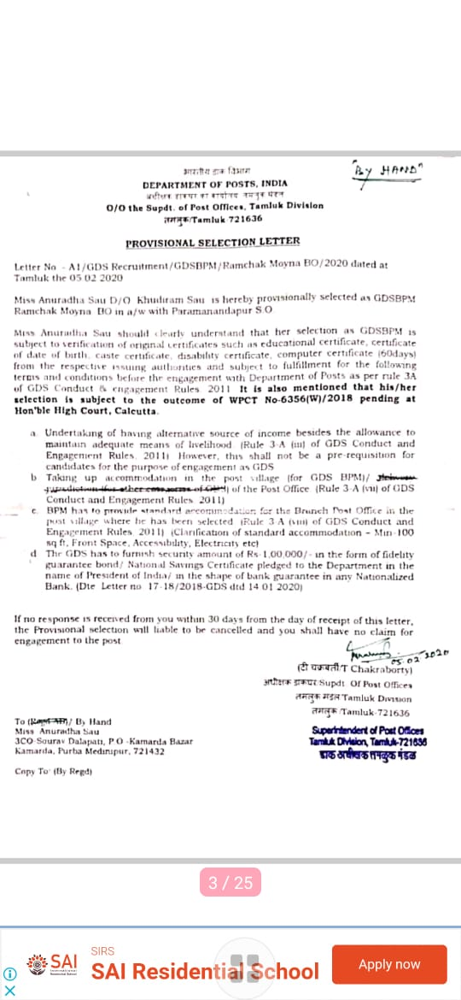 "By HAND"
भारतीय डाक विभाग
DEPARTMENT OF POSTS, INDIA
अधीक्षक डाकघर का कार्यालय तमलुक मंडल
O/O the Supdt. of Post Offices, Tamluk Division
तमलुक/Tamluk-721636
PROVISIONAL SELECTION LETTER
Letter No - A1/GDS Recruitment/GDSBPM/Ramchak Moyna BO/2020 dated at
Tamluk the 05 02 2020
Miss Anuradha Sau D/O Khudiram Sau is hereby provisionally selected as GDSBPM
Ramchak Moyna BO in a/w with Paramanandapur S.O
Miss Anuradha Sau should clearly understand that her selection as GDSBPM is
subject to verification of original certificates such as educational certificate, certificate
of date of birth, caste certificate, disability certificate, computer certificate (60days)
from the respective issuing authorities and subject to fulfillment for the following
terms and conditions before the engagement with Department of Posts as per rule 3A
of GDS Conduct & engagement Rules, 2011 It is also mentioned that his/her
selection is subject to the outcome of WPCT No-6356(W)/2018 pending at
Hon'ble High Court, Calcutta.
a. Undertaking of having alternative source of income besides the allowance to
maintain adequate means of livelihood. (Rule 3-A (iii) of GDS Conduct and
Engagement Rules, 2011) However, this shall not be a pre-requisition for
candidates for the purpose of engagement as GDS
b Taking up accommodation in the post village (for GDS BPM)/
of the Post Office (Rule 3-A (vii) of GDS
Conduct and Engagement Rules 2011)
c. BPM has to provide standard accommodation for the Branch Post Office in the
post village where he has been selected (Rule 3-A (viii) of GDS Conduct and
Engagement Rules, 2011) (Clarification of standard accommodation - Min-100
sq ft, Front Space, Accessibility, Electricity etc)
d The GDS has to furnish security amount of Rs 1,00,000/- in the form of fidelity
guarantee bond/ National Savings Certificate pledged to the Department in the
name of President of India/ in the shape of bank guarantee in any Nationalized
Bank. (Dte Letter no 17-18/2018-GDS dtd 14 01 2020)
If no response is received from you within 30 days from the day of receipt of this letter,
the Provisional selection will liable to be cancelled and you shall have no claim for
engagement to the post
05.02.2020
(टी चक्रवर्ती/T Chakraborty)
अधीक्षक डाकघर/Supdt Of Post Offices
तमलुक मंडल Tamluk Division
तमलुक/Tamluk-721636
Superintendent of Post Offices
Tamluk Division, Tamluk-721636
डाक अधीक्षक तमलुक मंडल
To / By Hand
Miss Anuradha Sau
3CO-Sourav Dalapati, P.O -Kamarda Bazar
Kamarda, Purba Medinipur, 721432
Copy To (By Regd)
3 / 25
SAI
SIRS
SAI Residential School
Apply now